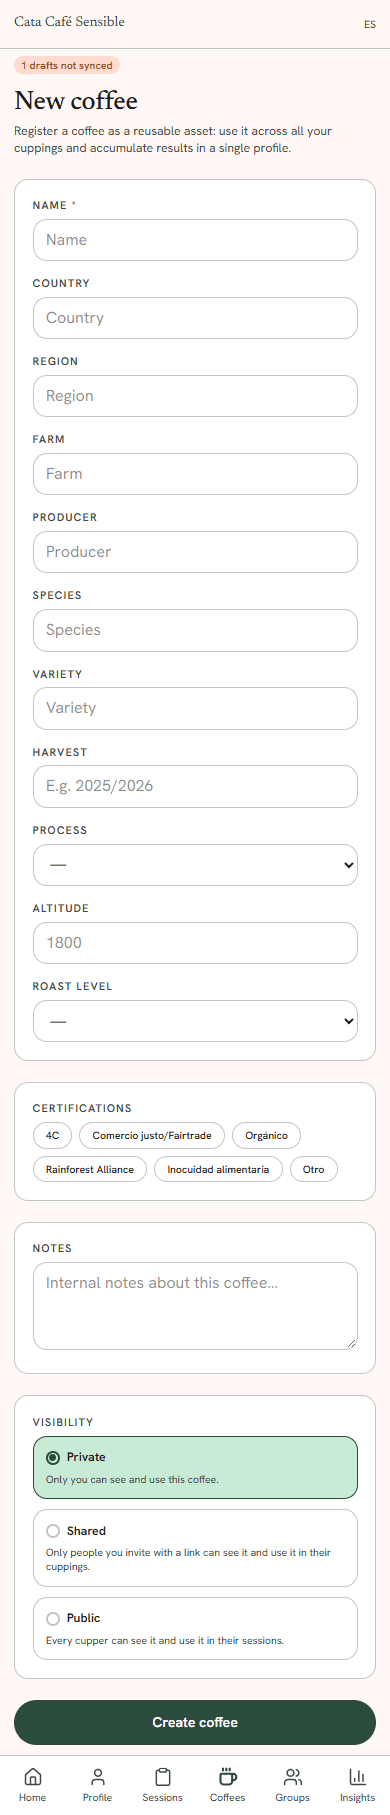 Cata Café Sensible
ES
1 drafts not synced
New coffee
Register a coffee as a reusable asset: use it across all your
cuppings and accumulate results in a single profile.
NAME *
Name
COUNTRY
Country
REGION
Region
FARM
Farm
PRODUCER
Producer
SPECIES
Species
VARIETY
Variety
HARVEST
E.g. 2025/2026
PROCESS
—
ALTITUDE
1800
ROAST LEVEL
—
CERTIFICATIONS
4C Comercio justo/Fairtrade Orgánico
Rainforest Alliance Inocuidad alimentaria Otro
NOTES
Internal notes about this coffee...
VISIBILITY
Private
Only you can see and use this coffee.
Shared
Only people you invite with a link can see it and use it in their
cuppings.
Public
Every cupper can see it and use it in their sessions.
Create coffee
Home Profile Sessions Coffees Groups Insights